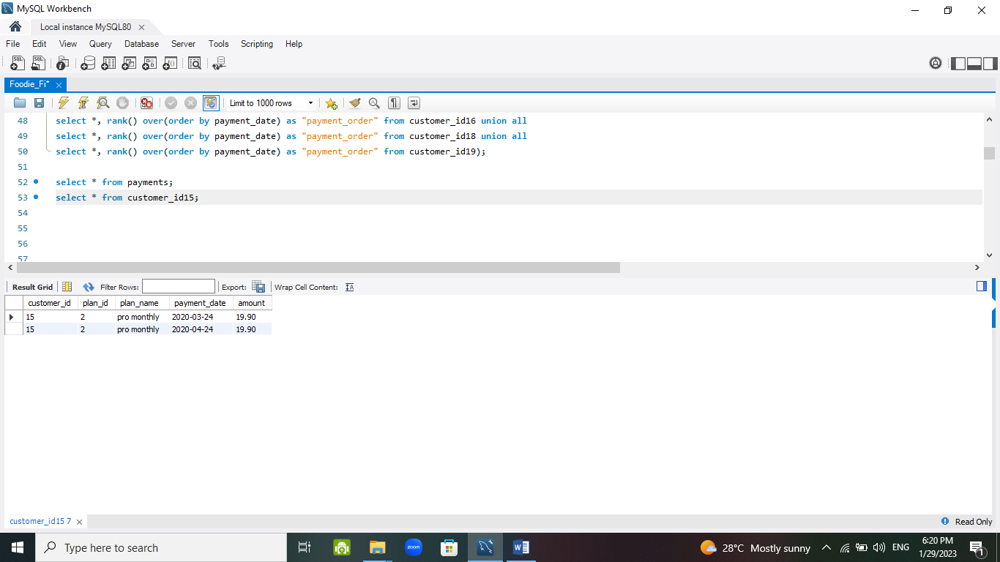 MySQL Workbench
Local instance MySQL80
File Edit View Query Database Server Tools Scripting Help
Foodie_Fi*
Limit to 1000 rows
48 select *, rank() over(order by payment_date) as "payment_order" from customer_id16 union all
49 select *, rank() over(order by payment_date) as "payment_order" from customer_id18 union all
50 select *, rank() over(order by payment_date) as "payment_order" from customer_id19);
51
52 select * from payments;
53 select * from customer_id15;
54
55
56
57
Result Grid Filter Rows: Export: Wrap Cell Content:
customer_id plan_id plan_name payment_date amount
15 2 pro monthly 2020-03-24 19.90
15 2 pro monthly 2020-04-24 19.90
customer_id15 7 Read Only
Type here to search zoom 28°C Mostly sunny ENG 6:20 PM
1/29/2023 1